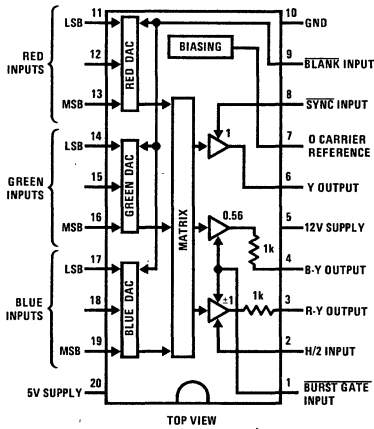 11
LSB
RED DAC
BIASING
10
GND
RED
INPUTS
12
9
BLANK INPUT
13
MSB
8
SYNC INPUT
14
LSB
1
7
O CARRIER
REFERENCE
GREEN
INPUTS
15
GREEN DAC
6
Y OUTPUT
16
MSB
MATRIX
0.56
5
12V SUPPLY
1k
17
LSB
4
B-Y OUTPUT
BLUE
INPUTS
18
BLUE DAC
±1
1k
3
R-Y OUTPUT
19
MSB
2
H/2 INPUT
20
5V SUPPLY
1
BURST GATE
INPUT
TOP VIEW